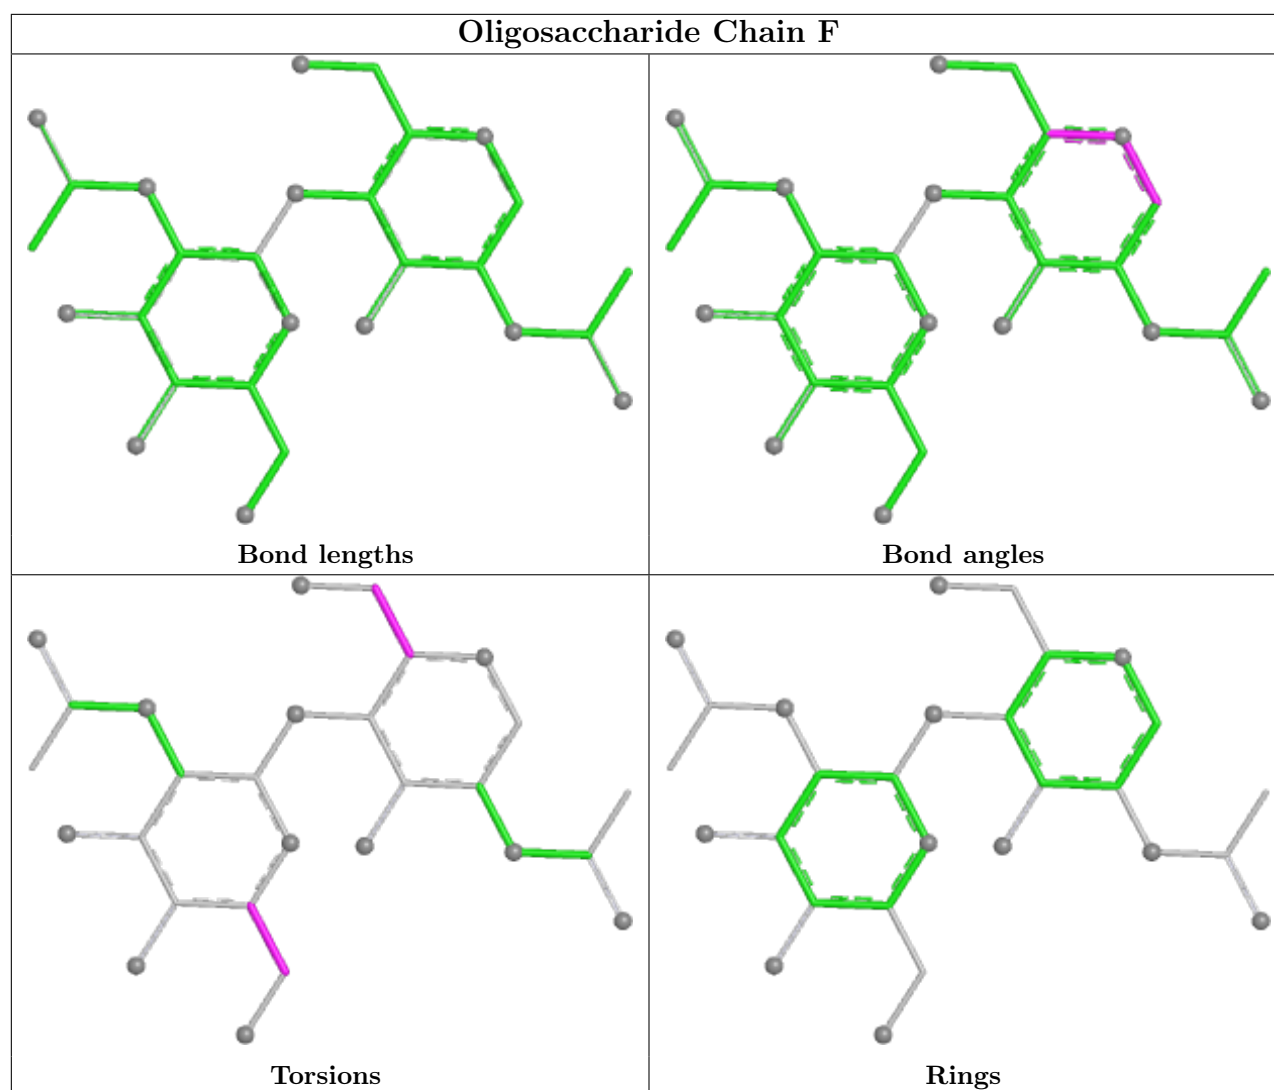 Oligosaccharide Chain F
Bond lengths
Bond angles
Torsions
Rings